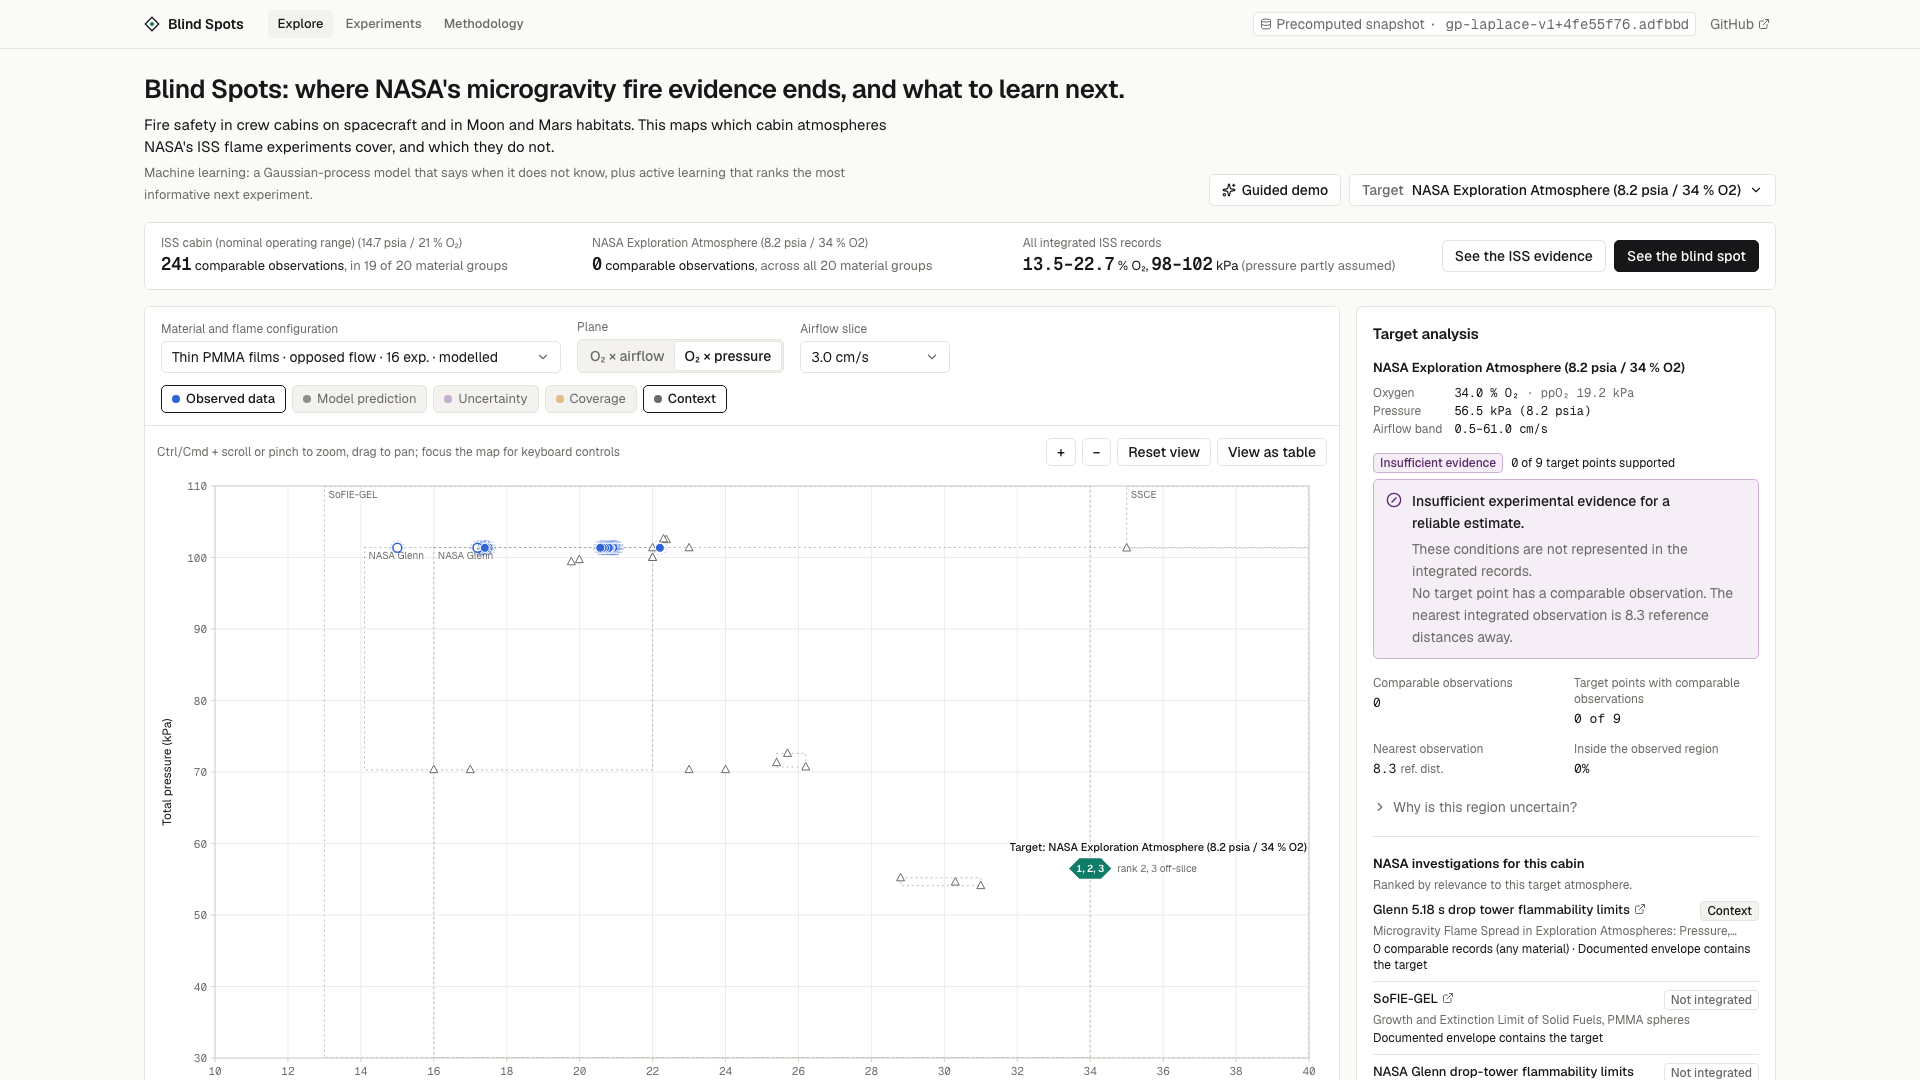 Blind Spots
Explore
Experiments
Methodology
Precomputed snapshot · gp-laplace-v1+4fe55f76.adfbbd
GitHub
Blind Spots: where NASA's microgravity fire evidence ends, and what to learn next.
Fire safety in crew cabins on spacecraft and in Moon and Mars habitats. This maps which cabin atmospheres
NASA's ISS flame experiments cover, and which they do not.
Machine learning: a Gaussian-process model that says when it does not know, plus active learning that ranks the most
informative next experiment.
Guided demo
Target NASA Exploration Atmosphere (8.2 psia / 34 % O2)
ISS cabin (nominal operating range) (14.7 psia / 21 % O₂)
241 comparable observations, in 19 of 20 material groups
NASA Exploration Atmosphere (8.2 psia / 34 % O2)
0 comparable observations, across all 20 material groups
All integrated ISS records
13.5–22.7 % O₂, 98–102 kPa (pressure partly assumed)
See the ISS evidence
See the blind spot
Material and flame configuration
Thin PMMA films · opposed flow · 16 exp. · modelled
Plane
O₂ × airflow
O₂ × pressure
Airflow slice
3.0 cm/s
Observed data
Model prediction
Uncertainty
Coverage
Context
Ctrl/Cmd + scroll or pinch to zoom, drag to pan; focus the map for keyboard controls
+
−
Reset view
View as table
110
100
90
80
70
60
50
40
30
Total pressure (kPa)
SoFIE-GEL
SSCE
NASA Glenn
NASA Glenn
Target: NASA Exploration Atmosphere (8.2 psia / 34 % O2)
1, 2, 3
rank 2, 3 off-slice
10 12 14 16 18 20 22 24 26 28 30 32 34 36 38 40
Target analysis
NASA Exploration Atmosphere (8.2 psia / 34 % O2)
Oxygen 34.0 % O₂ · ppO₂ 19.2 kPa
Pressure 56.5 kPa (8.2 psia)
Airflow band 0.5–61.0 cm/s
Insufficient evidence 0 of 9 target points supported
Insufficient experimental evidence for a
reliable estimate.
These conditions are not represented in the
integrated records.
No target point has a comparable observation. The
nearest integrated observation is 8.3 reference
distances away.
Comparable observations
0
Target points with comparable
observations
0 of 9
Nearest observation
8.3 ref. dist.
Inside the observed region
0%
Why is this region uncertain?
NASA investigations for this cabin
Ranked by relevance to this target atmosphere.
Glenn 5.18 s drop tower flammability limits
Context
Microgravity Flame Spread in Exploration Atmospheres: Pressure,…
0 comparable records (any material) · Documented envelope contains
the target
SoFIE-GEL
Not integrated
Growth and Extinction Limit of Solid Fuels, PMMA spheres
Documented envelope contains the target
NASA Glenn drop-tower flammability limits
Not integrated